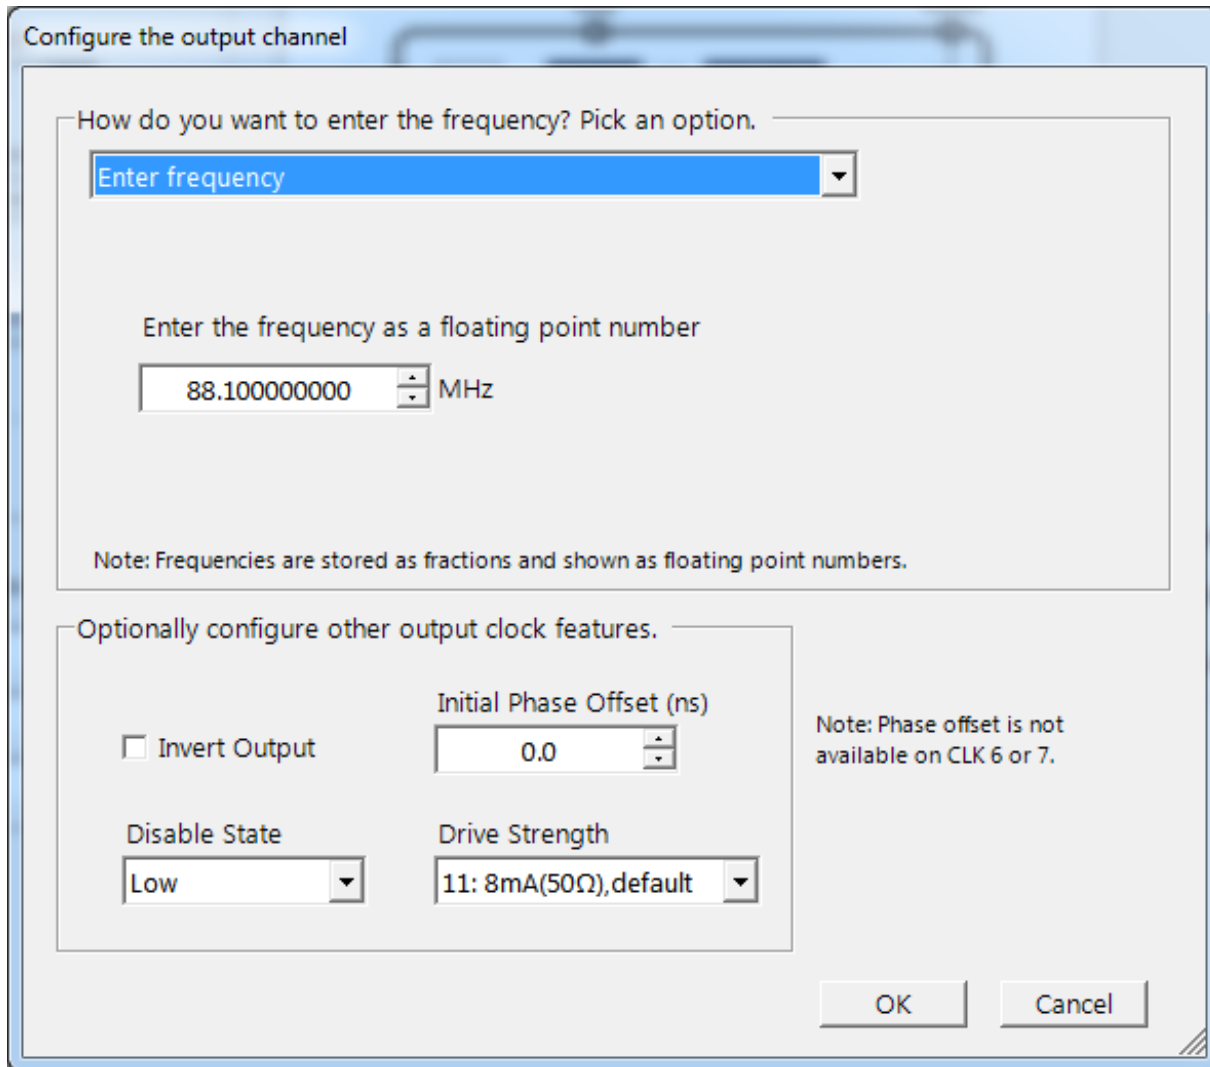 Configure the output channel
How do you want to enter the frequency? Pick an option.
Enter frequency
Enter the frequency as a floating point number
88.100000000 MHz
Note: Frequencies are stored as fractions and shown as floating point numbers.
Optionally configure other output clock features.
Initial Phase Offset (ns)
Invert Output
0.0
Note: Phase offset is not
available on CLK 6 or 7.
Disable State
Drive Strength
Low
11: 8mA(50Ω),default
OK
Cancel